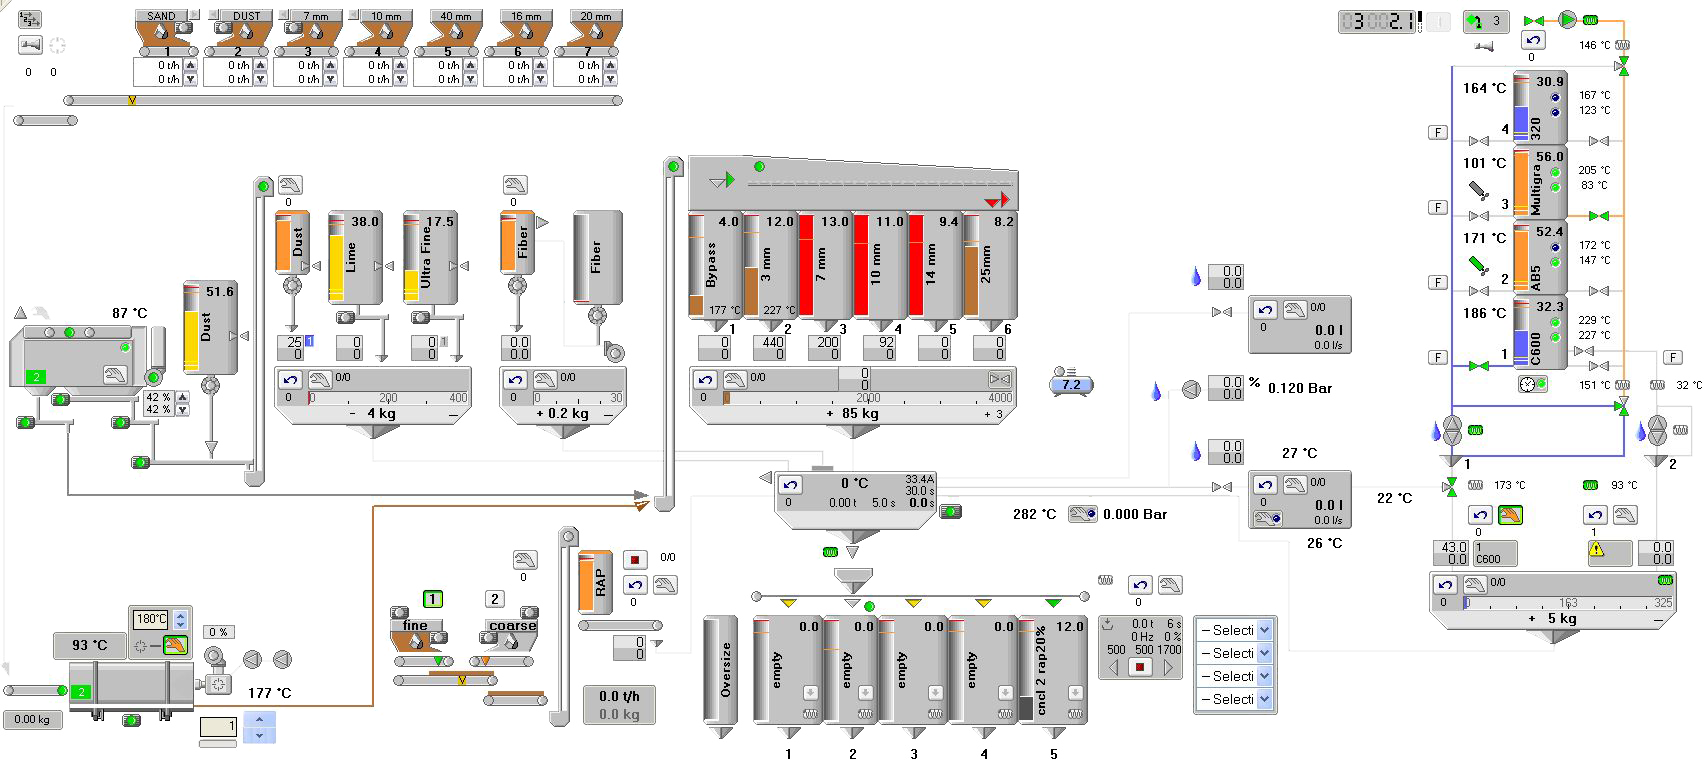 SAND DUST 7 mm 10 mm 40 mm 16 mm 20 mm
1 2 3 4 5 6 7
0 t/h 0 t/h 0 t/h 0 t/h 0 t/h 0 t/h 0 t/h
0 t/h 0 t/h 0 t/h 0 t/h 0 t/h 0 t/h 0 t/h
0 0
3
0
146 °C
164 °C 30.9 167 °C
123 °C
4 320
F
101 °C 56.0 205 °C
83 °C
3 Multigra
F
171 °C 52.4 172 °C
147 °C
2 AB5
F
186 °C 32.3 229 °C
227 °C
1 C600
F F
151 °C 32 °C
1 2
173 °C 93 °C
22 °C
0 1
43.0 1 0.0
0.0 C600 0.0
0/0
0 0 163 325
+ 5 kg
87 °C
2
42 %
42 %
51.6
Dust
0
Dust
38.0
Lime
17.5
Ultra Fine
25 1
0
0
0
0 1
0
0/0
0 0 200 400
- 4 kg
0
Fiber
Fiber
0.0
0.0
0/0
0 0 30
+ 0.2 kg
4.0 12.0 13.0 11.0 9.4 8.2
Bypass 3 mm 7 mm 10 mm 14 mm 25mm
177 °C 227 °C
1 2 3 4 5 6
0 440 200 92 0 0
0 0 0 0 0 0
0/0 0
0
0 2000 4000
+ 85 kg + 3
7.2
0.0
0.0
0/0
0 0.0 l
0.0 l/s
0.0 % 0.120 Bar
0.0
0.0
0.0
27 °C
0/0
0 0.0 l
0.0 l/s
26 °C
0 °C 33.4A
30.0 s
0 0.00 t 5.0 s 0.0 s
282 °C 0.000 Bar
0
RAP
0/0
0
0
0
1 2
fine coarse
0.0 t/h
0.0 kg
180°C
93 °C
0 %
2
177 °C
0.00 kg
1
0
Oversize
0.0 0.0 0.0 0.0 12.0
empty empty empty empty cncl 2 rap20%
1 2 3 4 5
0.0 t 6 s
0 Hz 0 %
500 500 1700
– Selecti
– Selecti
– Selecti
– Selecti